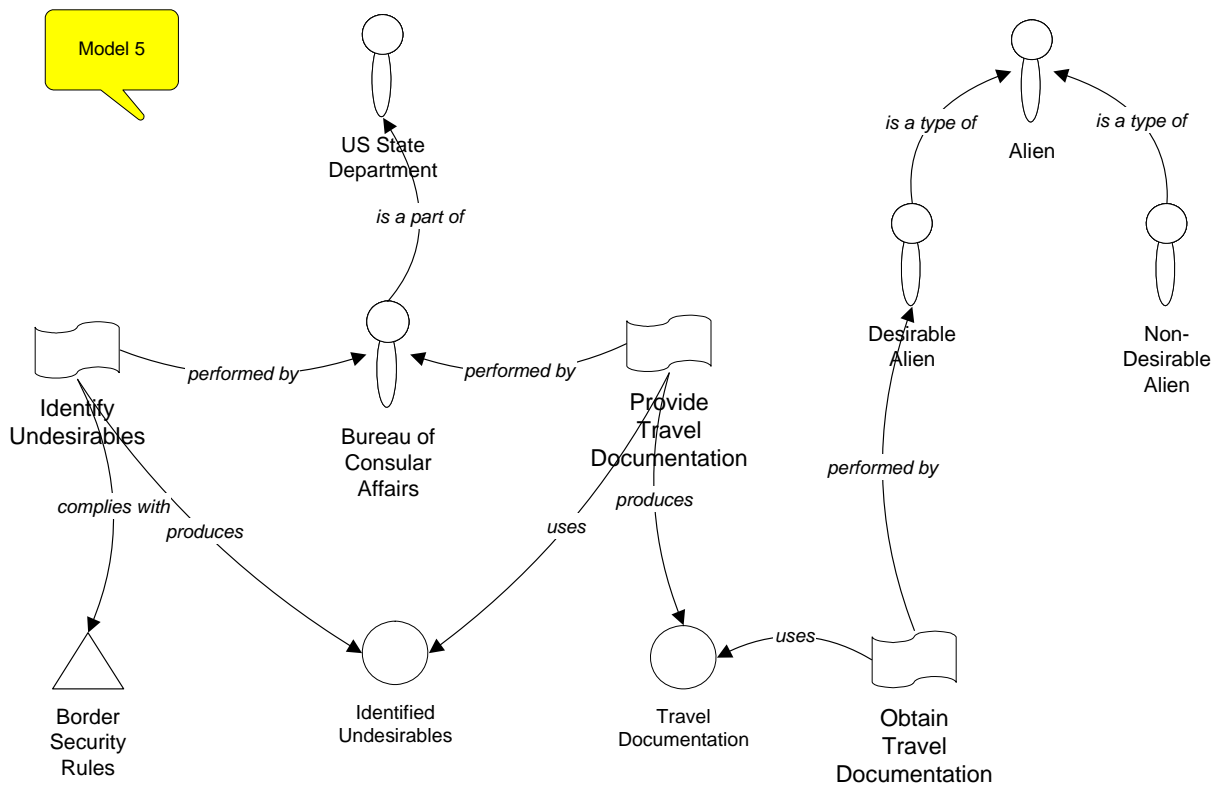 Model 5
US State
Department
is a part of
is a type of
is a type of
Alien
Desirable
Alien
Non-
Desirable
Alien
Identify
Undesirables
performed by
Bureau of
Consular
Affairs
performed by
Provide
Travel
Documentation
performed by
complies with
produces
uses
produces
uses
Border
Security
Rules
Identified
Undesirables
Travel
Documentation
Obtain
Travel
Documentation